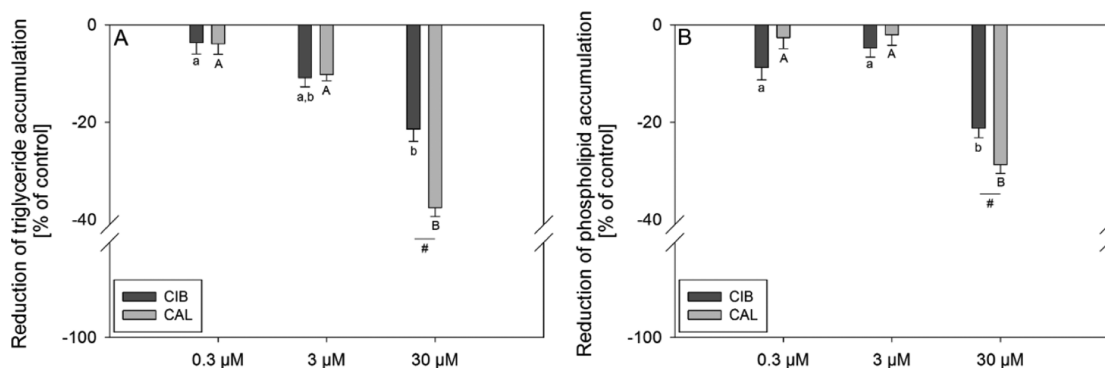 A
Reduction of triglyceride accumulation
[% of control]
0
-20
-40
-100
a
A
a,b
A
b
B
#
CIB
CAL
0.3 µM
3 µM
30 µM
B
Reduction of phospholipid accumulation
[% of control]
0
-20
-40
-100
a
A
a
A
b
B
#
CIB
CAL
0.3 µM
3 µM
30 µM